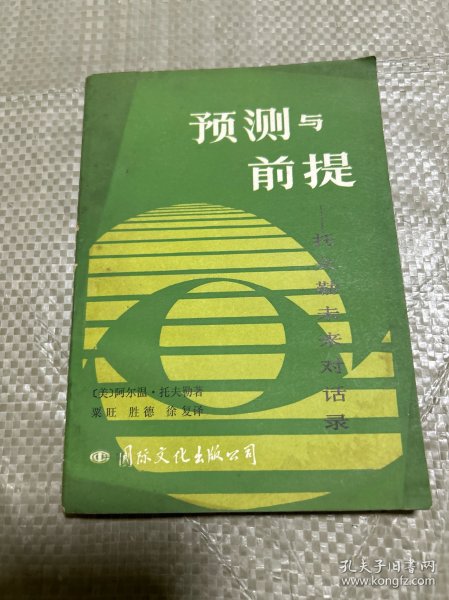 预测与
前提
——托夫勒未来对话录
〔美〕阿尔温·托夫勒著
粟旺 胜德 徐复译
国际文化出版公司
孔夫子旧书网
www.kongfz.com